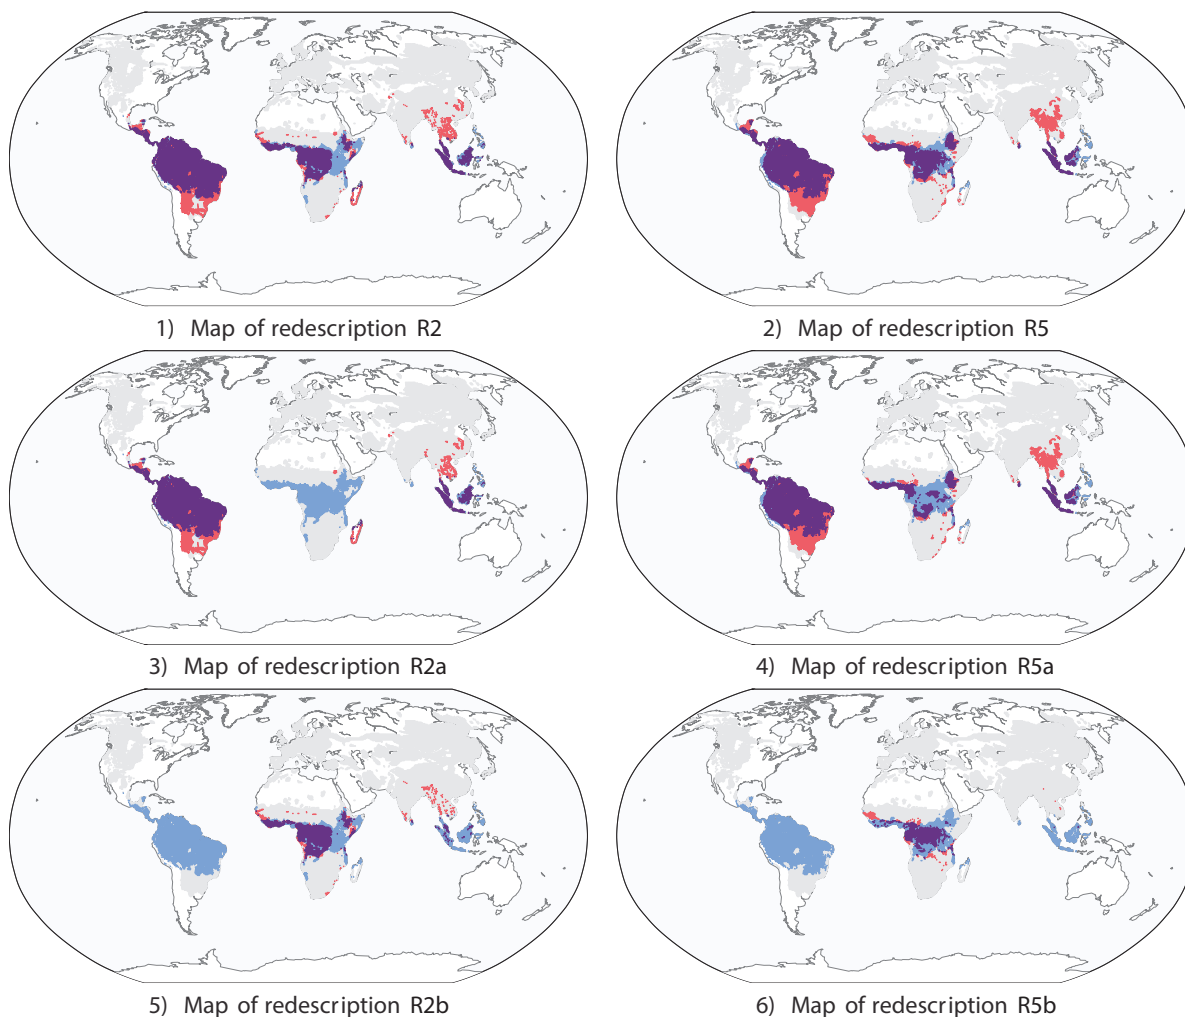 1) Map of redescription R2
2) Map of redescription R5
3) Map of redescription R2a
4) Map of redescription R5a
5) Map of redescription R2b
6) Map of redescription R5b